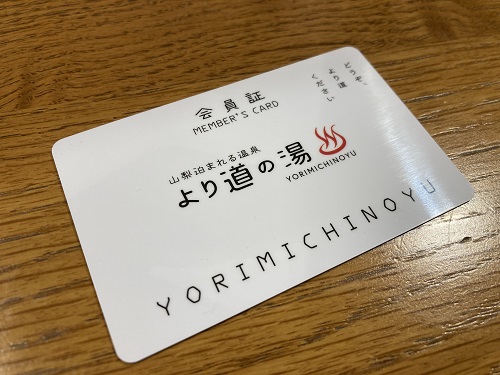 会員証
MEMBER'S CARD
どうぞ、
より道
ください
山梨泊まれる温泉
より道の湯
YORIMICHINOYU
YORIMICHINOYU